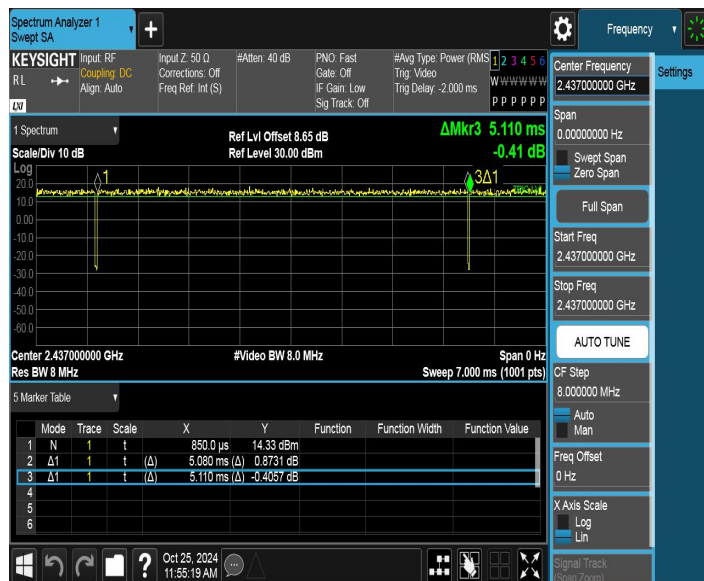 Spectrum Analyzer 1
Swept SA
Frequency
KEYSIGHT
RL
LXI
Input: RF
Coupling: DC
Align: Auto
Input Z: 50 Ω
Corrections: Off
Freq Ref: Int (S)
#Atten: 40 dB
PNO: Fast
Gate: Off
IF Gain: Low
Sig Track: Off
#Avg Type: Power (RMS
Trig: Video
Trig Delay: -2.000 ms
1 2 3 4 5 6
W W W W W W
P P P P P P
1 Spectrum
Scale/Div 10 dB
Ref Lvl Offset 8.65 dB
Ref Level 30.00 dBm
ΔMkr3 5.110 ms
-0.41 dB
Log
20.0
10.0
0.00
-10.0
-20.0
-30.0
-40.0
-50.0
-60.0
1
3Δ1
Center 2.437000000 GHz
#Video BW 8.0 MHz
Span 0 Hz
Res BW 8 MHz
Sweep 7.000 ms (1001 pts)
5 Marker Table
Mode Trace Scale X Y Function Function Width Function Value
1 N 1 t 850.0 µs 14.33 dBm
2 Δ1 1 t (Δ) 5.080 ms (Δ) 0.8731 dB
3 Δ1 1 t (Δ) 5.110 ms (Δ) -0.4057 dB
4
5
6
?
Oct 25, 2024
11:55:19 AM
Center Frequency
2.437000000 GHz
Span
0.00000000 Hz
Swept Span
Zero Span
Full Span
Start Freq
2.437000000 GHz
Stop Freq
2.437000000 GHz
AUTO TUNE
CF Step
8.000000 MHz
Auto
Man
Freq Offset
0 Hz
X Axis Scale
Log
Lin
Signal Track
(Span Zoom)
Settings